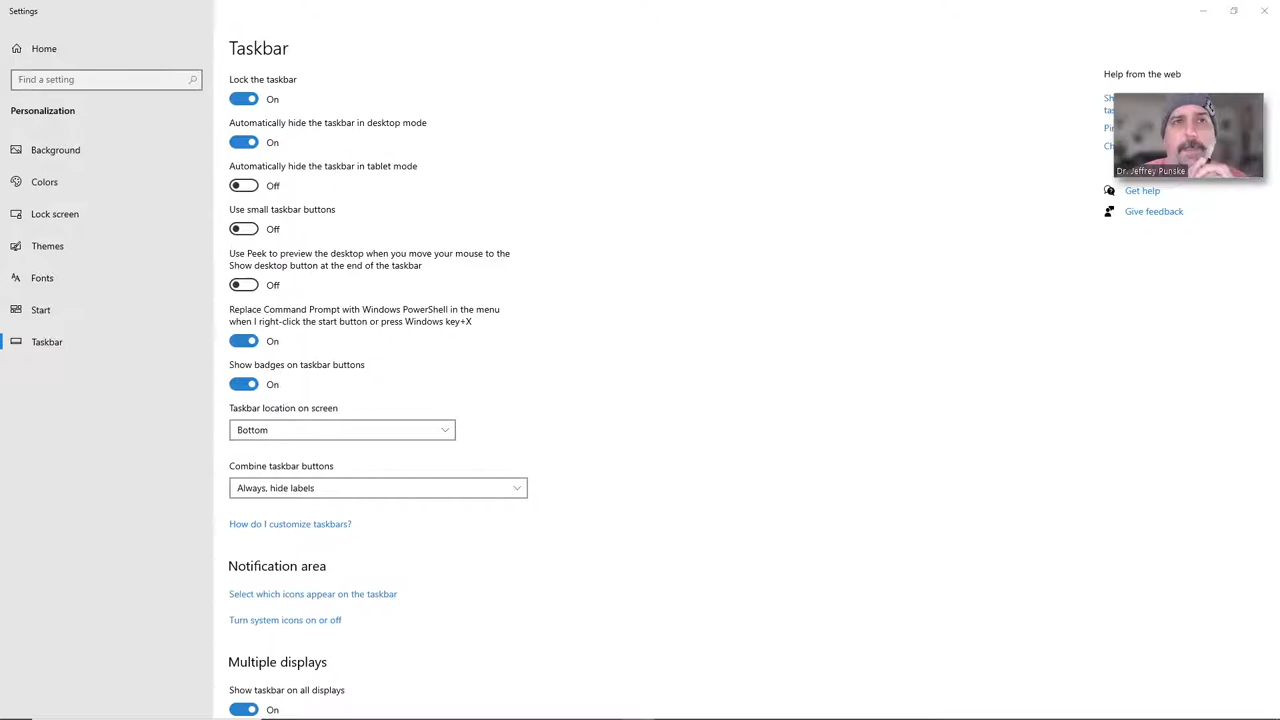 Settings
Home
Find a setting
Personalization
Background
Colors
Lock screen
Themes
Fonts
Start
Taskbar
Taskbar
Lock the taskbar
On
Automatically hide the taskbar in desktop mode
On
Automatically hide the taskbar in tablet mode
Off
Use small taskbar buttons
Off
Use Peek to preview the desktop when you move your mouse to the
Show desktop button at the end of the taskbar
Off
Replace Command Prompt with Windows PowerShell in the menu
when I right-click the start button or press Windows key+X
On
Show badges on taskbar buttons
On
Taskbar location on screen
Bottom
Combine taskbar buttons
Always, hide labels
How do I customize taskbars?
Notification area
Select which icons appear on the taskbar
Turn system icons on or off
Multiple displays
Show taskbar on all displays
On
Help from the web
Dr. Jeffrey Punske
Get help
Give feedback